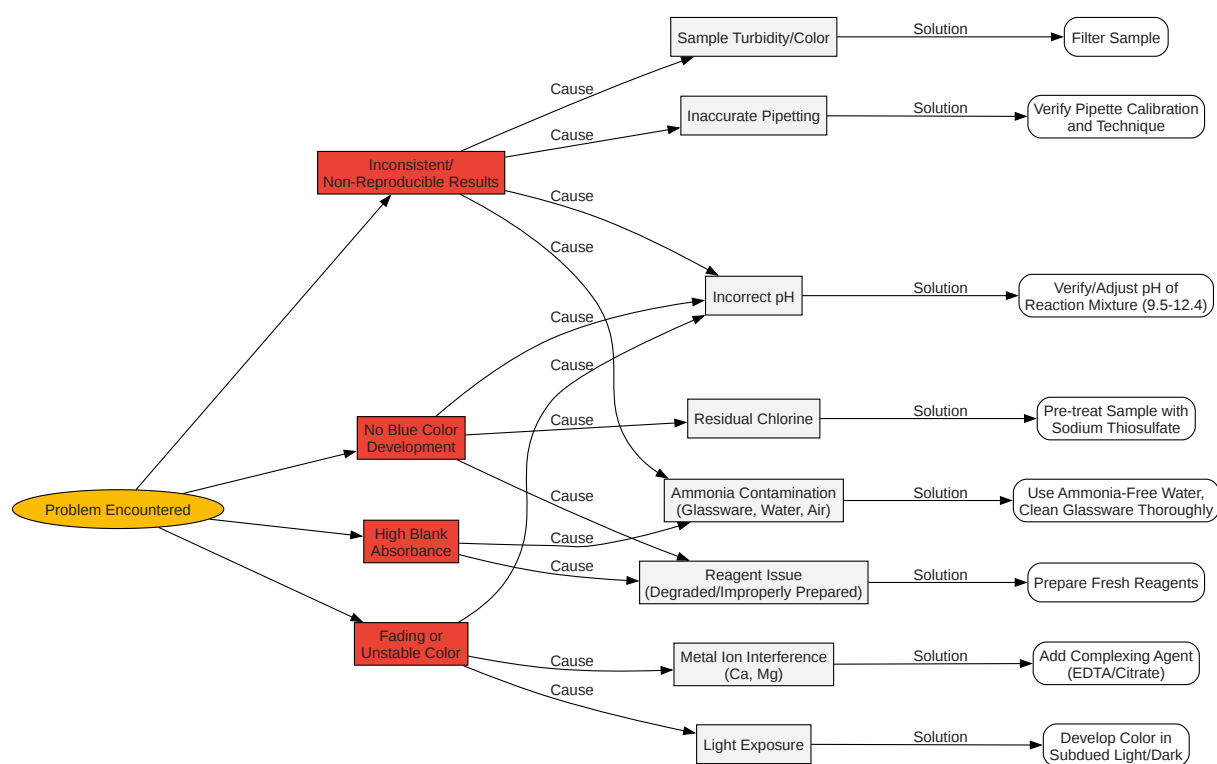 Sample Turbidity/Color
Solution
Filter Sample
Cause
Inaccurate Pipetting
Solution
Verify Pipette Calibration
and Technique
Cause
Inconsistent/
Non-Reproducible Results
Cause
Cause
Incorrect pH
Solution
Verify/Adjust pH of
Reaction Mixture (9.5-12.4)
Cause
Cause
No Blue Color
Development
Cause
Residual Chlorine
Solution
Pre-treat Sample with
Sodium Thiosulfate
Problem Encountered
Cause
Ammonia Contamination
(Glassware, Water, Air)
Solution
Use Ammonia-Free Water,
Clean Glassware Thoroughly
High Blank
Absorbance
Cause
Cause
Reagent Issue
(Degraded/Improperly Prepared)
Solution
Prepare Fresh Reagents
Fading or
Unstable Color
Cause
Metal Ion Interference
(Ca, Mg)
Solution
Add Complexing Agent
(EDTA/Citrate)
Cause
Light Exposure
Solution
Develop Color in
Subdued Light/Dark